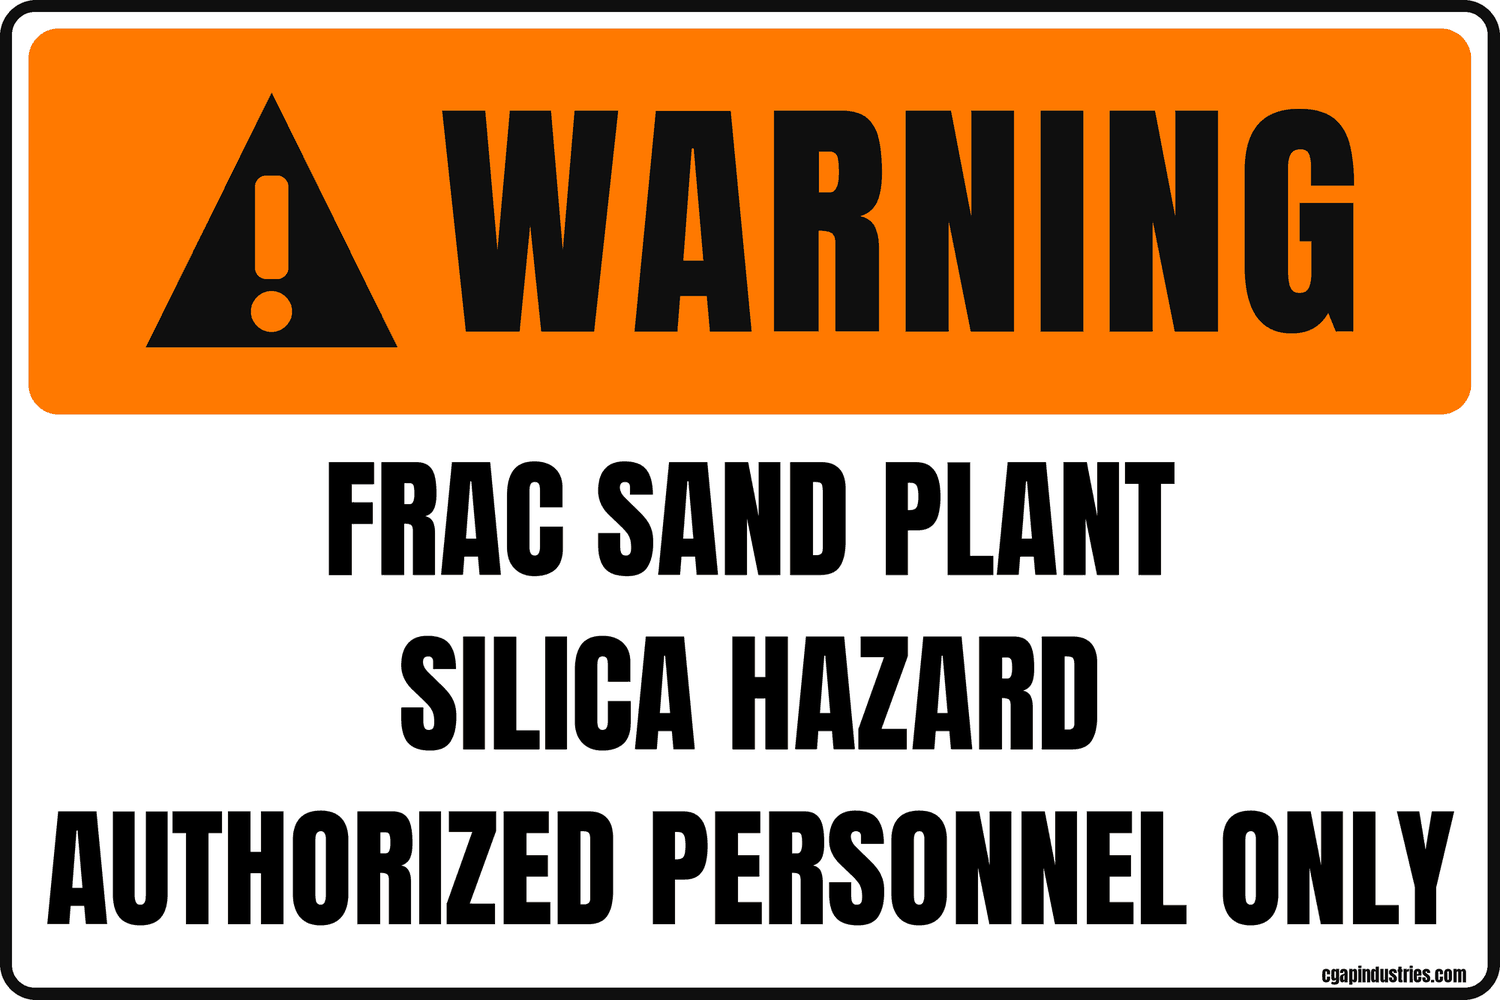 WARNING
FRAC SAND PLANT
SILICA HAZARD
AUTHORIZED PERSONNEL ONLY
cgapindustries.com